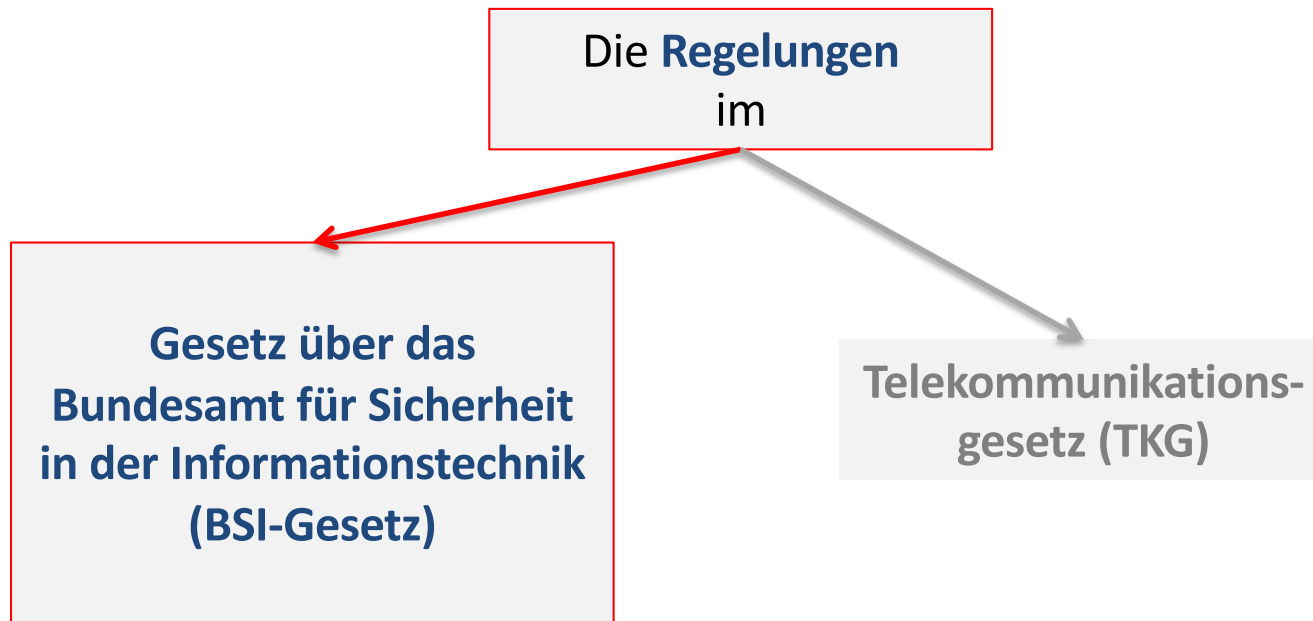 Die Regelungen
im
Gesetz über das
Bundesamt für Sicherheit
in der Informationstechnik
(BSI-Gesetz)
Telekommunikations-
gesetz (TKG)